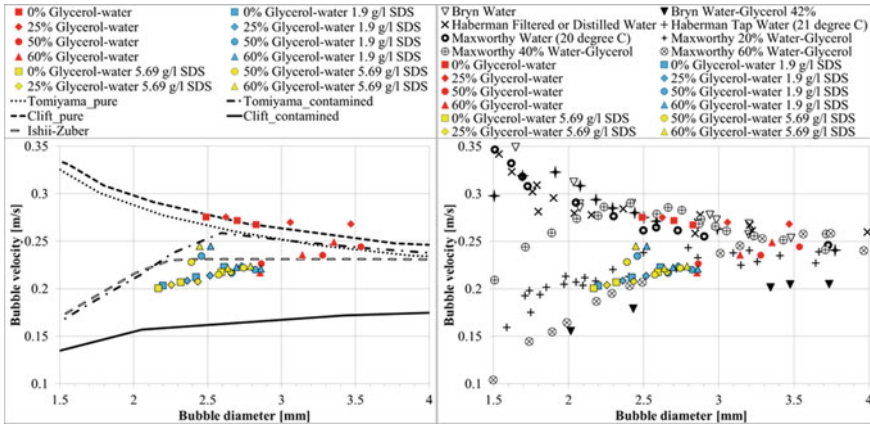 0% Glycerol-water
0% Glycerol-water 1.9 g/l SDS
25% Glycerol-water
25% Glycerol-water 1.9 g/l SDS
50% Glycerol-water
50% Glycerol-water 1.9 g/l SDS
60% Glycerol-water
60% Glycerol-water 1.9 g/l SDS
0% Glycerol-water 5.69 g/l SDS
50% Glycerol-water 5.69 g/l SDS
25% Glycerol-water 5.69 g/l SDS
60% Glycerol-water 5.69 g/l SDS
Tomiyama_pure
Tomiyama_contamined
Clift_pure
Clift_contamined
Ishii-Zuber
0.35
0.3
0.25
0.2
0.15
0.1
Bubble velocity [m/s]
1.5 2 2.5 3 3.5 4
Bubble diameter [mm]
Bryn Water
Bryn Water-Glycerol 42%
Haberman Filtered or Distilled Water
Haberman Tap Water (21 degree C)
Maxworthy Water (20 degree C)
Maxworthy 20% Water-Glycerol
Maxworthy 40% Water-Glycerol
Maxworthy 60% Water-Glycerol
0% Glycerol-water
0% Glycerol-water 1.9 g/l SDS
25% Glycerol-water
25% Glycerol-water 1.9 g/l SDS
50% Glycerol-water
50% Glycerol-water 1.9 g/l SDS
60% Glycerol-water
60% Glycerol-water 1.9 g/l SDS
0% Glycerol-water 5.69 g/l SDS
50% Glycerol-water 5.69 g/l SDS
25% Glycerol-water 5.69 g/l SDS
60% Glycerol-water 5.69 g/l SDS
0.35
0.3
0.25
0.2
0.15
0.1
Bubble velocity [m/s]
1.5 2 2.5 3 3.5 4
Bubble diameter [mm]